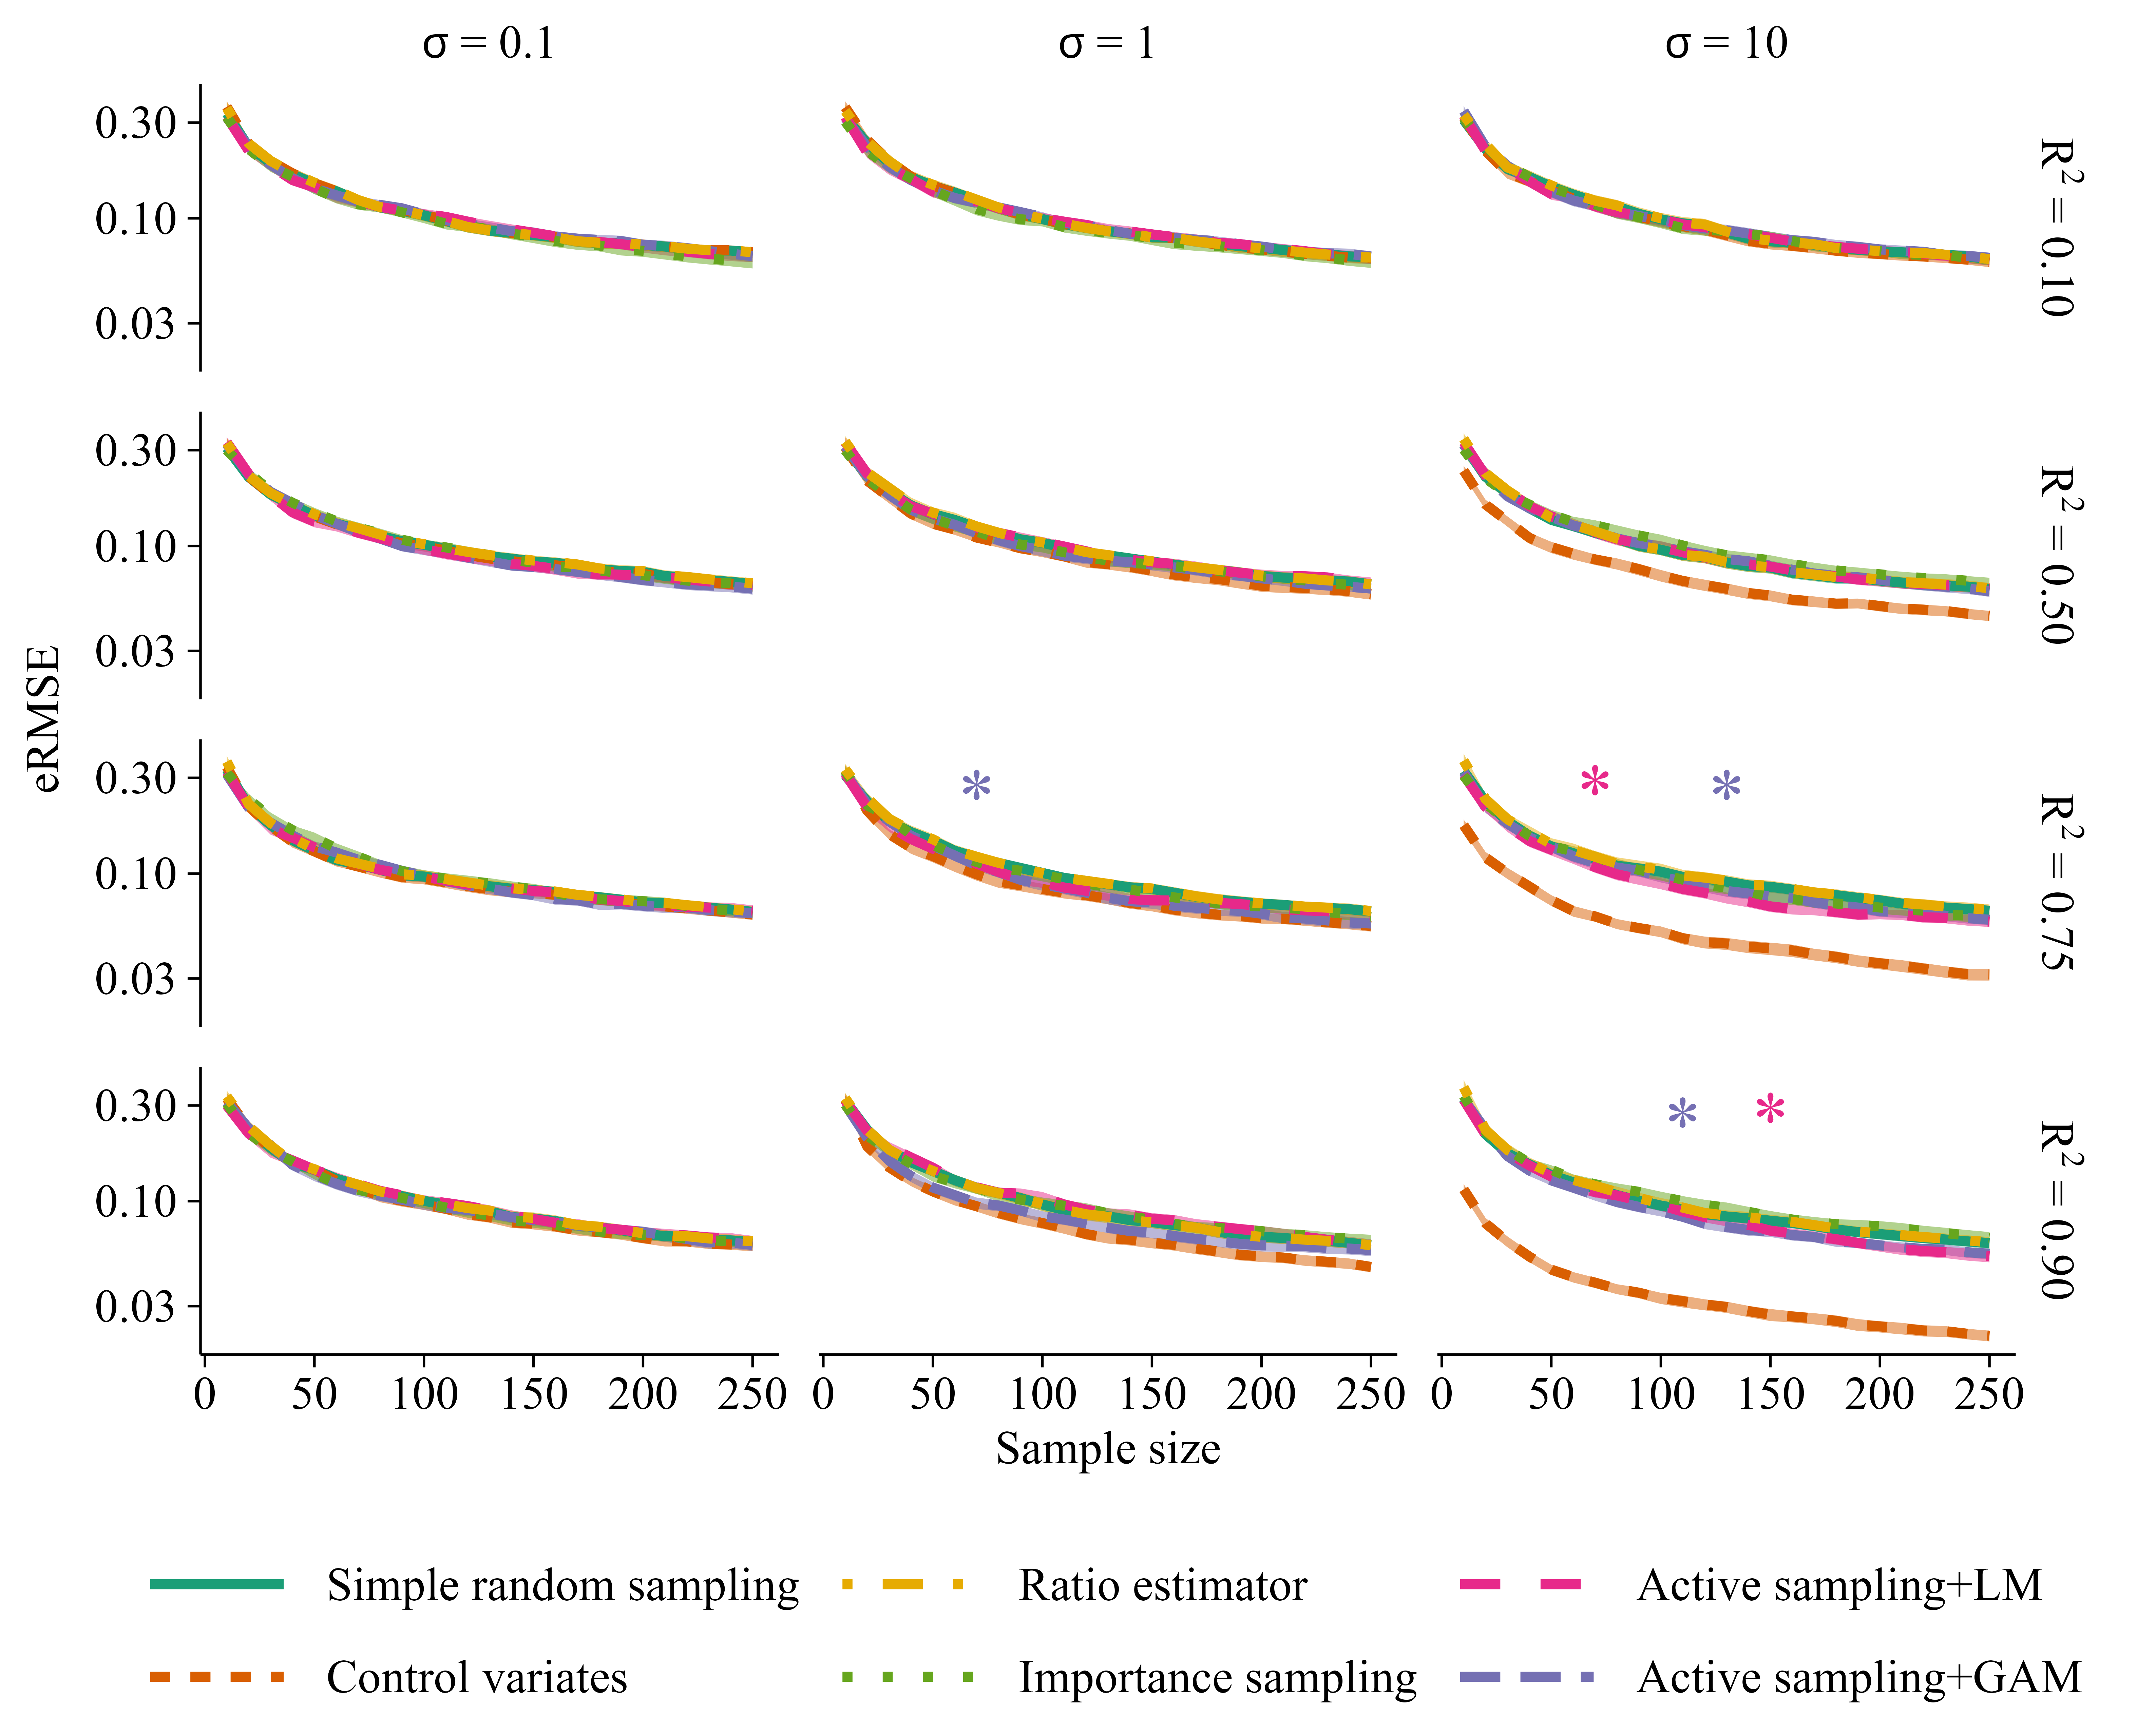 σ = 0.1 σ = 1 σ = 10
0.30
0.10
0.03
R² = 0.10
0.30
0.10
0.03
R² = 0.50
eRMSE
0.30
0.10
0.03
* * *
R² = 0.75
0.30
0.10
0.03
* *
R² = 0.90
0 50 100 150 200 250 0 50 100 150 200 250 0 50 100 150 200 250
Sample size
Simple random sampling Ratio estimator Active sampling+LM
Control variates Importance sampling Active sampling+GAM